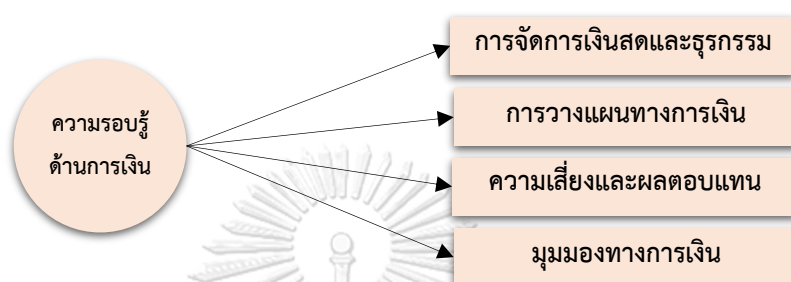 ความรอบรู้
ด้านการเงิน
การจัดการเงินสดและธุรกรรม
การวางแผนทางการเงิน
ความเสี่ยงและผลตอบแทน
มุมมองทางการเงิน